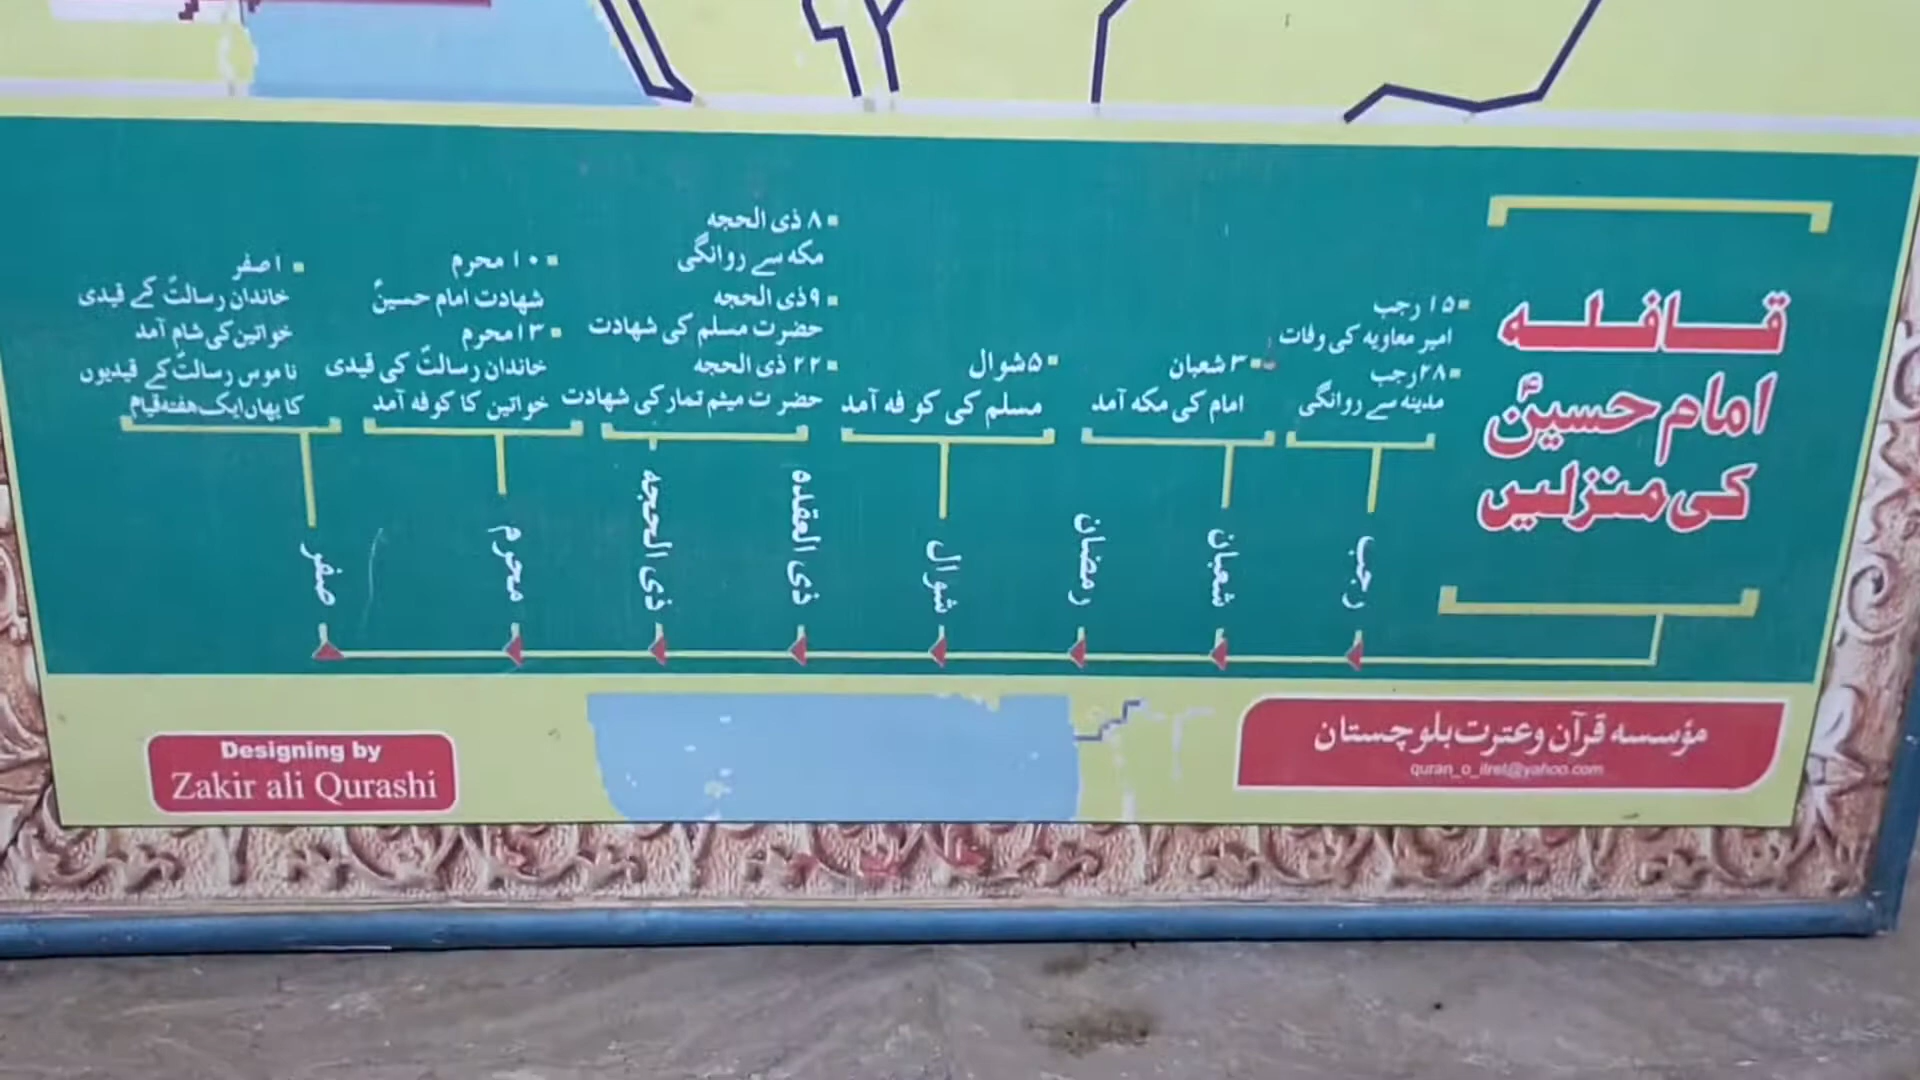 قافلہ
امام حسینؑ
کی منزلیں
۱۵ رجب
امیر معاویہ کی وفات
۲۸ رجب
مدینہ سے روانگی
۳ شعبان
امام کی مکہ آمد
۵ شوال
مسلم کی کوفہ آمد
۸ ذی الحجہ
مکہ سے روانگی
۹ ذی الحجہ
حضرت مسلم کی شہادت
۲۲ ذی الحجہ
حضرت میثم تمار کی شہادت
۱۰ محرم
شہادت امام حسینؑ
۱۳ محرم
خاندان رسالتؐ کی قیدی
خواتین کا کوفہ آمد
۱ صفر
خاندان رسالتؐ کے قیدی
خواتین کی شام آمد
ناموس رسالتؐ کے قیدیوں
کا یہاں ایک ہفتہ قیام
رجب
شعبان
رمضان
شوال
ذی العقدہ
ذی الحجہ
محرم
صفر
مؤسسہ قرآن و عترت بلوچستان
quran_o_itret@yahoo.com
Designing by
Zakir ali Qurashi